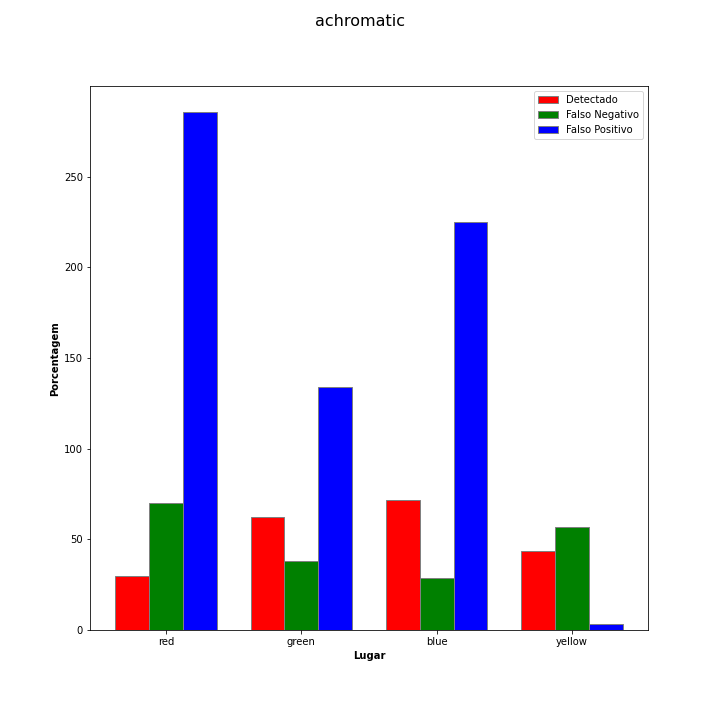 achromatic
Detectado
Falso Negativo
Falso Positivo
250
200
150
100
50
0
Porcentagem
red green blue yellow
Lugar